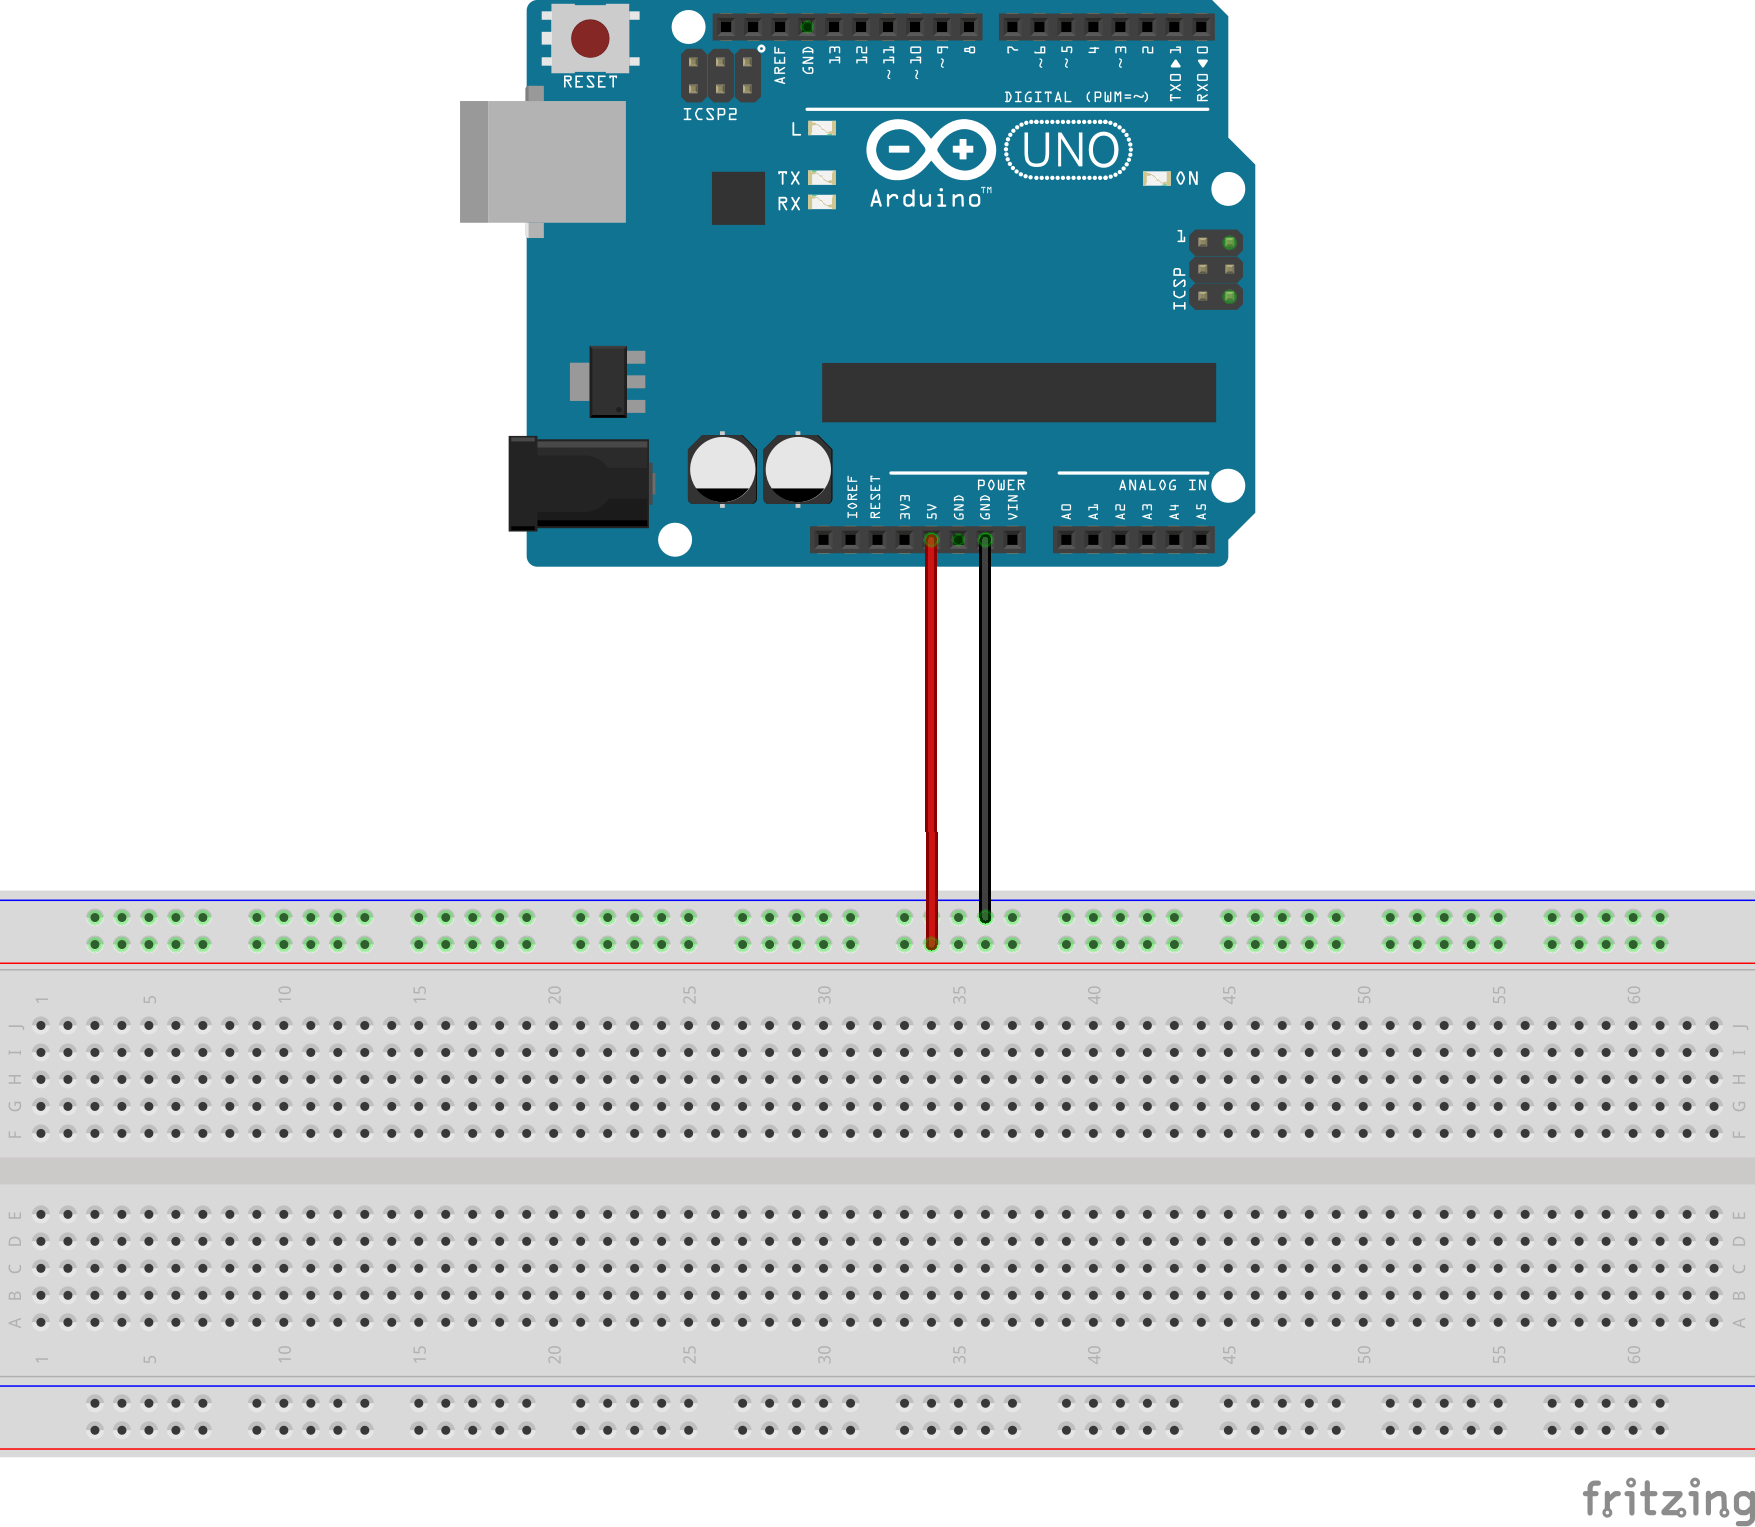 RESET
ICSP2
AREF
GND
13
12
~11
~10
~9
8
7
~6
~5
4
~3
2
TX0▶1
RX0◀0
DIGITAL (PWM=~)
L
TX
RX
Arduino™
UNO
ON
1
ICSP
POWER
ANALOG IN
IOREF
RESET
3V3
5V
GND
GND
VIN
A0
A1
A2
A3
A4
A5
1 5 10 15 20 25 30 35 40 45 50 55 60
J J
I I
H H
G G
F F
E E
D D
C C
B B
A A
1 5 10 15 20 25 30 35 40 45 50 55 60
fritzing